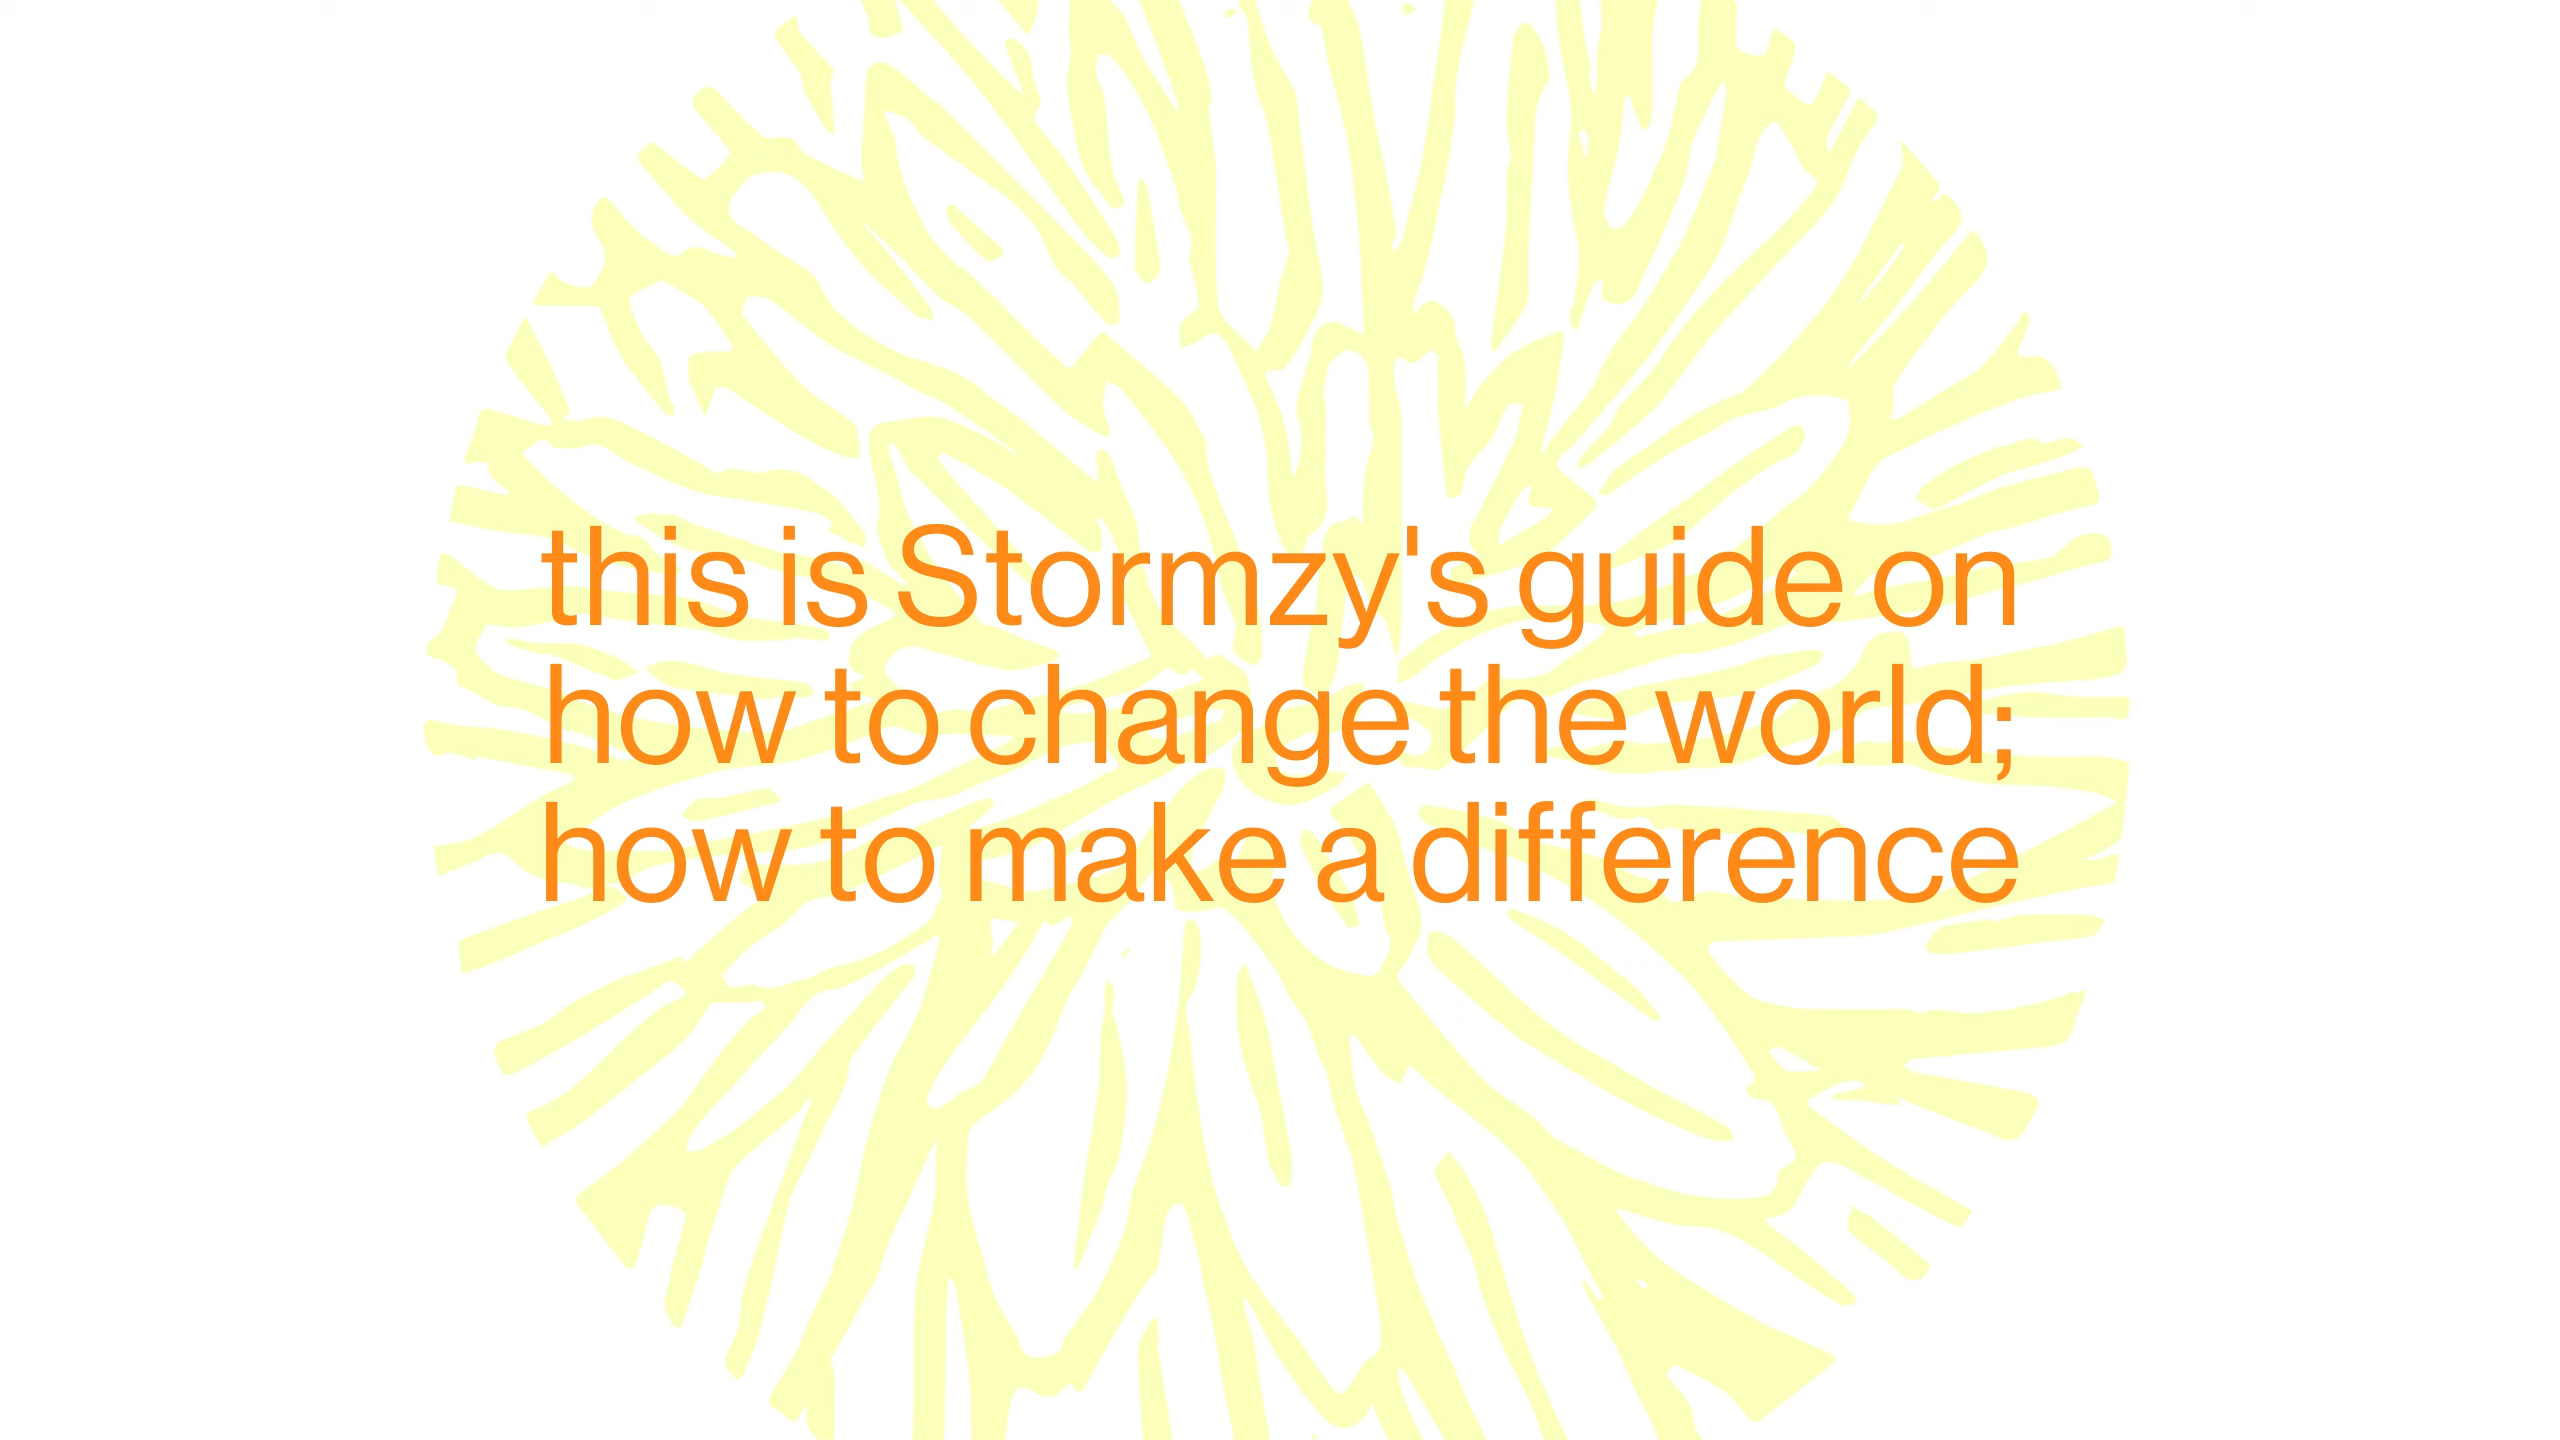 this is Stormzy's guide on
how to change the world;
how to make a difference